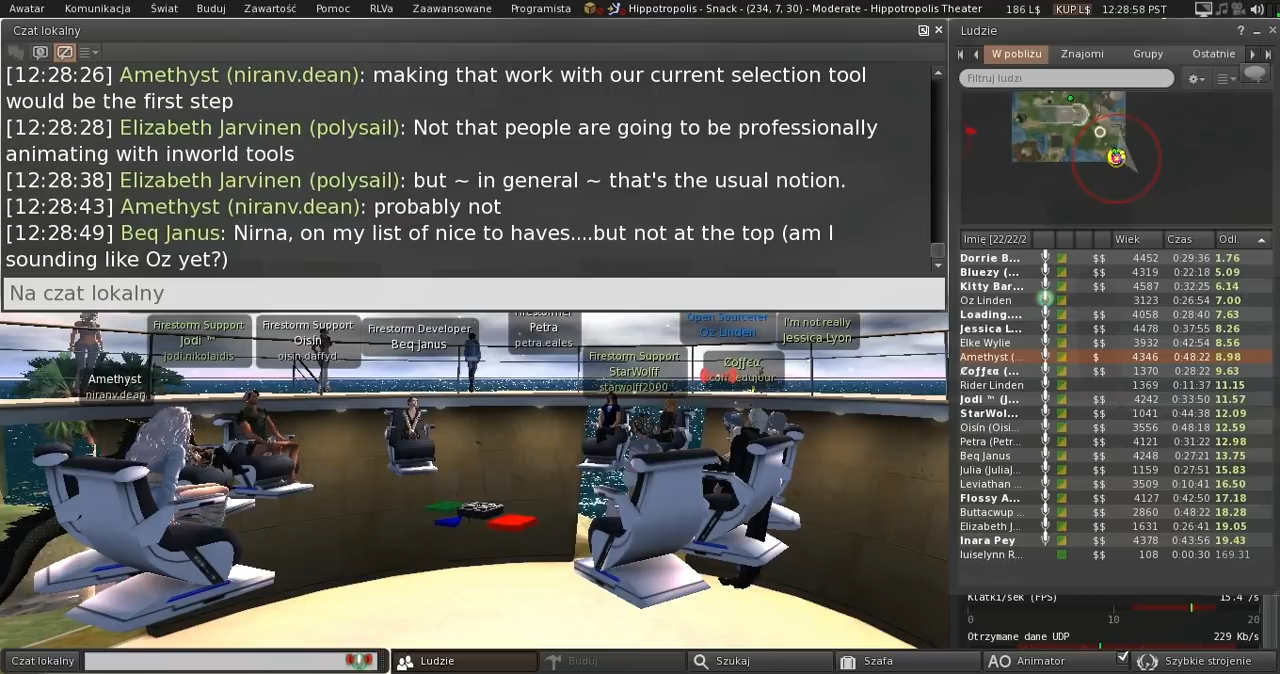 Awatar Komunikacja Świat Buduj Zawartość Pomoc RLVa Zaawansowane Programista Hippotropolis - Snack - (234, 7, 30) - Moderate - Hippotropolis Theater 186 L$ KUP L$ 12:28:58 PST
Czat lokalny
[12:28:26] Amethyst (niranv.dean): making that work with our current selection tool
would be the first step
[12:28:28] Elizabeth Jarvinen (polysail): Not that people are going to be professionally
animating with inworld tools
[12:28:38] Elizabeth Jarvinen (polysail): but ~ in general ~ that's the usual notion.
[12:28:43] Amethyst (niranv.dean): probably not
[12:28:49] Beq Janus: Nirna, on my list of nice to haves....but not at the top (am I
sounding like Oz yet?)
Na czat lokalny
Firestorm Support
Jodi ™
jodi.nikolaidis
Firestorm Support
Oisin
oisin.daffyd
Firestorm Developer
Beq Janus
Petra
petra.eales
Open Sourcerer
Oz Linden
I'm not really
Jessica Lyon
Firestorm Support
StarWolff
starwolff2000
Coffee
Amethyst
niranv.dean
Ludzie
W pobliżu Znajomi Grupy Ostatnie
Filtruj ludzi
Imię [22/22/2 Wiek Czas Odl.
Dorrie B... $$ 4452 0:29:36 1.76
Bluezy (... 4319 0:22:18 5.09
Kitty Bar... $$ 4587 0:32:25 6.14
Oz Linden 3123 0:26:54 7.00
Loading.... $$ 4058 0:28:40 7.63
Jessica L... $$ 4478 0:37:55 8.26
Elke Wylie $$ 3932 0:42:54 8.56
Amethyst (... $ 4346 0:48:22 8.98
Coffee (... $$ 1370 0:28:22 9.63
Rider Linden 1369 0:11:37 11.15
Jodi ™ (J... $$ 4242 0:33:50 11.57
StarWol... $$ 1041 0:44:38 12.09
Oisín (Oisi... $$ 3556 0:48:18 12.59
Petra (Petr... $$ 4121 0:31:22 12.98
Beq Janus $$ 4248 0:27:21 13.75
Julia (JuliaJ... $$ 1159 0:27:51 15.83
Leviathan ... $$ 3509 0:10:41 16.50
Flossy A... $$ 4127 0:42:50 17.18
Buttacwup ... $$ 2860 0:48:22 18.28
Elizabeth J... $$ 1631 0:26:41 19.05
Inara Pey $$ 4378 0:43:56 19.43
luiselynn R... $$ 108 0:00:30 169.31
Klatki/sek (FPS) 15.4 /s
0 10 20
Otrzymane dane UDP 229 Kb/s
Czat lokalny Ludzie Buduj Szukaj Szafa AO Animator Szybkie strojenie